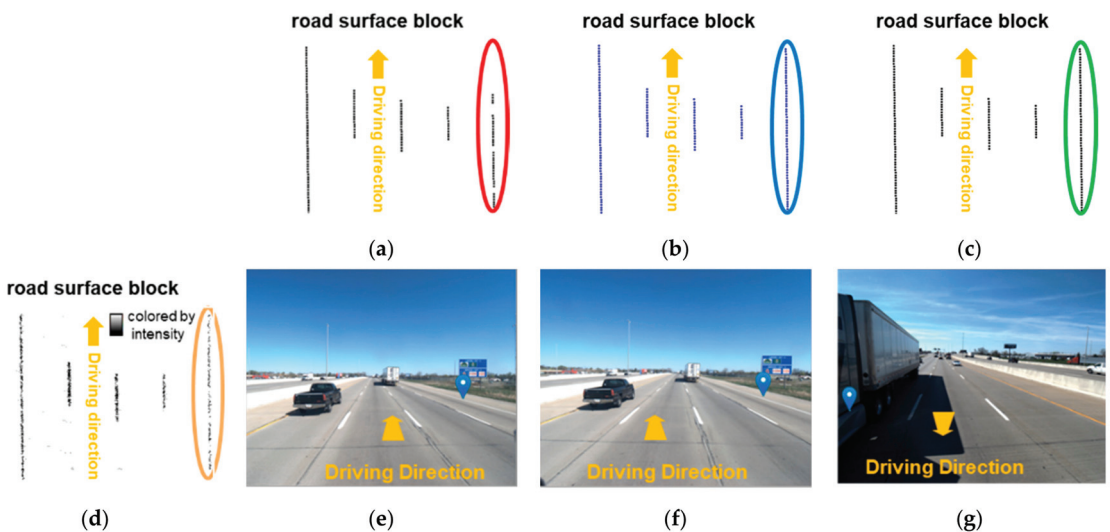 road surface block
Driving direction
(a)
road surface block
Driving direction
(b)
road surface block
Driving direction
(c)
road surface block
colored by
intensity
Driving direction
(d)
Driving Direction
(e)
Driving Direction
(f)
Driving Direction
(g)